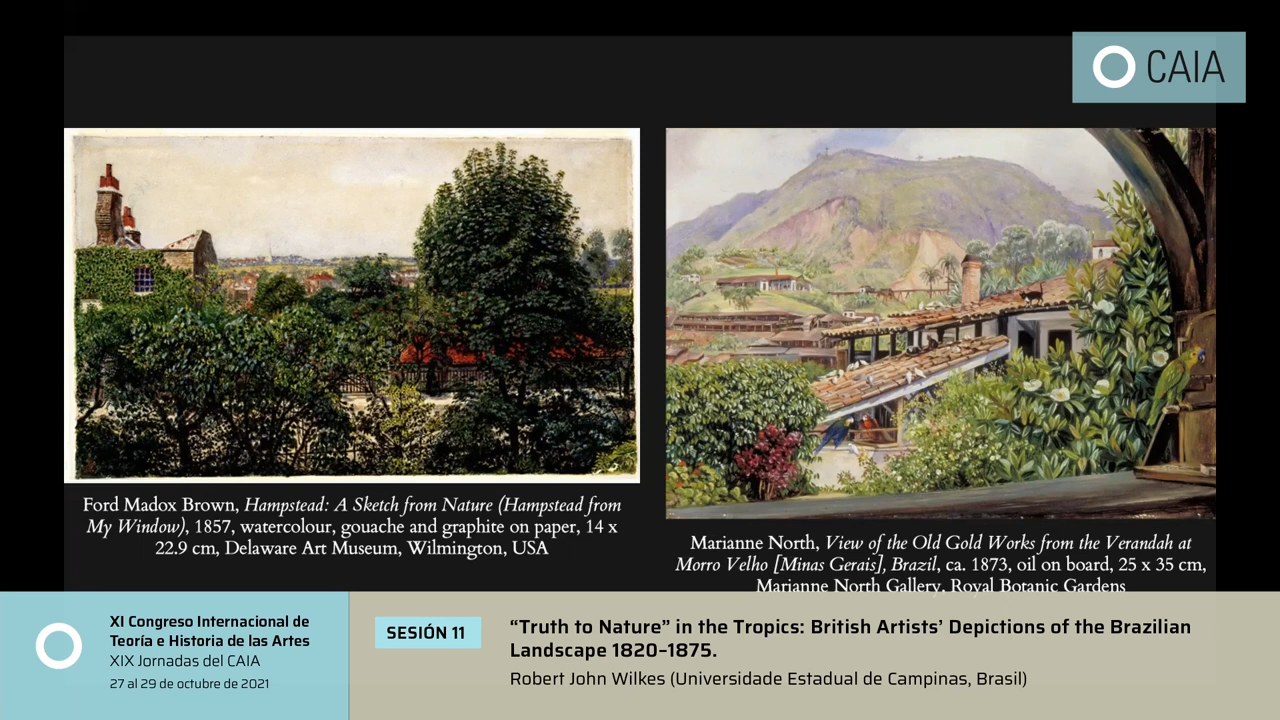 CAIA
Ford Madox Brown, Hampstead: A Sketch from Nature (Hampstead from
My Window), 1857, watercolour, gouache and graphite on paper, 14 x
22.9 cm, Delaware Art Museum, Wilmington, USA
Marianne North, View of the Old Gold Works from the Verandah at
Morro Velho [Minas Gerais], Brazil, ca. 1873, oil on board, 25 x 35 cm,
Marianne North Gallery, Royal Botanic Gardens
XI Congreso Internacional de
Teoría e Historia de las Artes
XIX Jornadas del CAIA
27 al 29 de octubre de 2021
SESIÓN 11
“Truth to Nature” in the Tropics: British Artists’ Depictions of the Brazilian
Landscape 1820–1875.
Robert John Wilkes (Universidade Estadual de Campinas, Brasil)